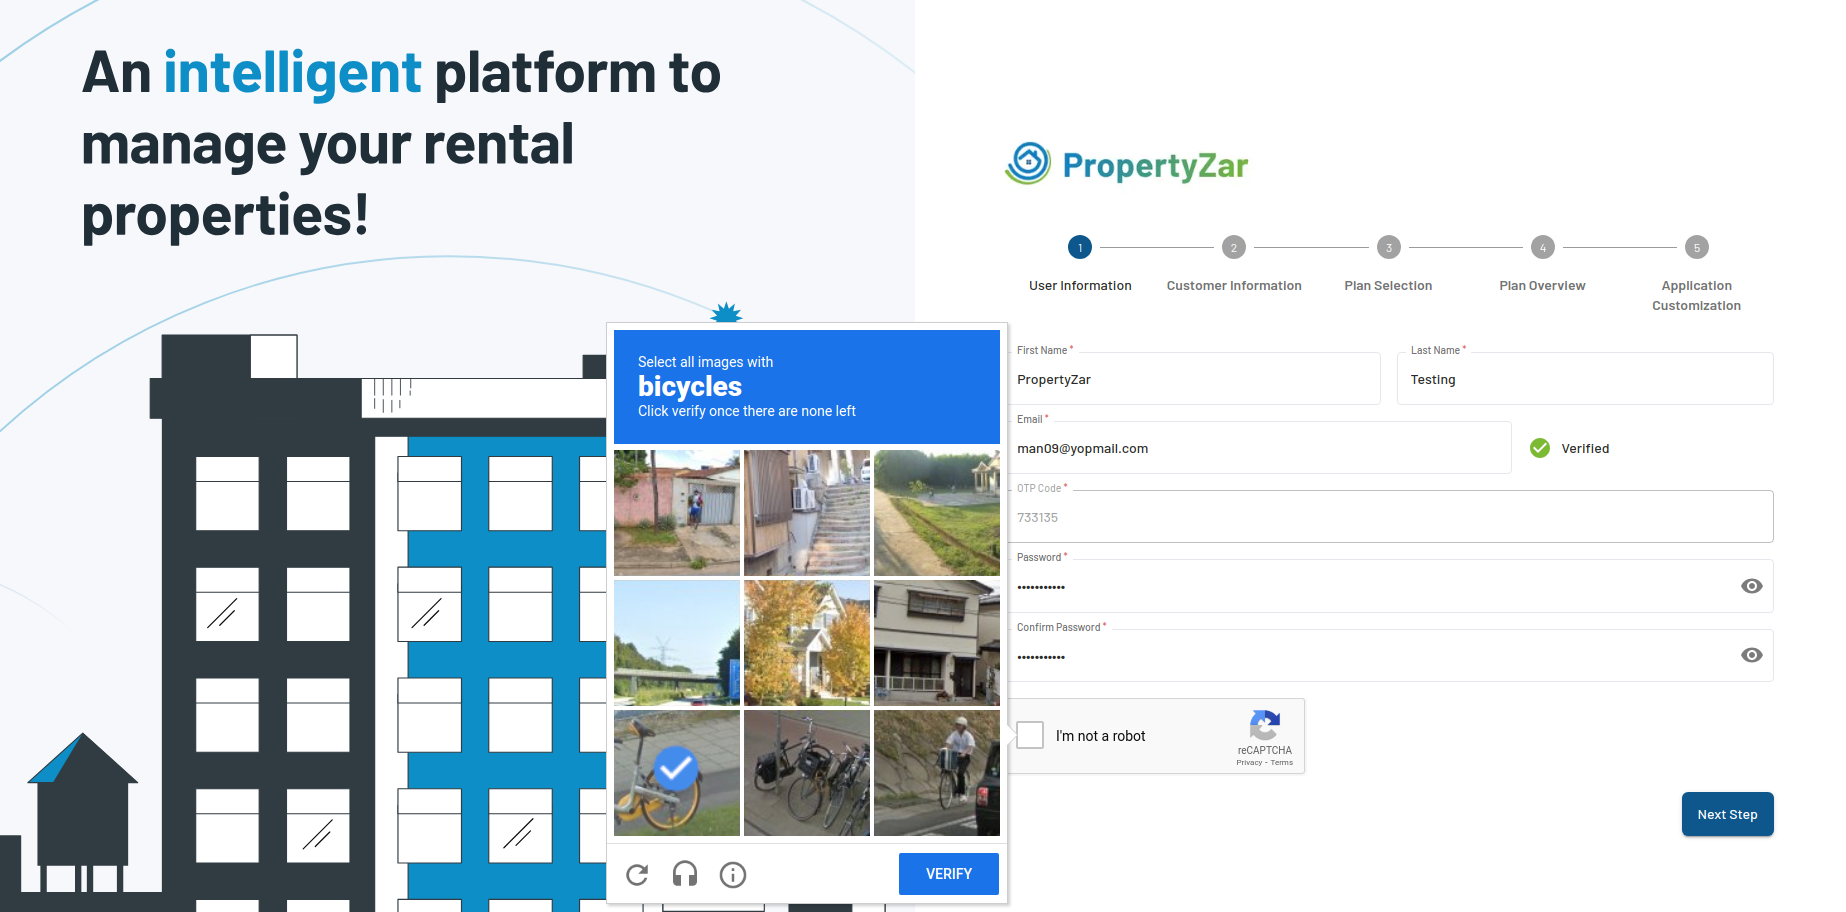 An intelligent platform to
manage your rental
properties!
PropertyZar
1
2
3
4
5
User Information
Customer Information
Plan Selection
Plan Overview
Application
Customization
First Name *
PropertyZar
Last Name *
Testing
Email *
man09@yopmail.com
Verified
OTP Code *
733135
Password *
•••••••••••
Confirm Password *
•••••••••••
Select all images with
bicycles
Click verify once there are none left
VERIFY
I'm not a robot
reCAPTCHA
Privacy - Terms
Next Step